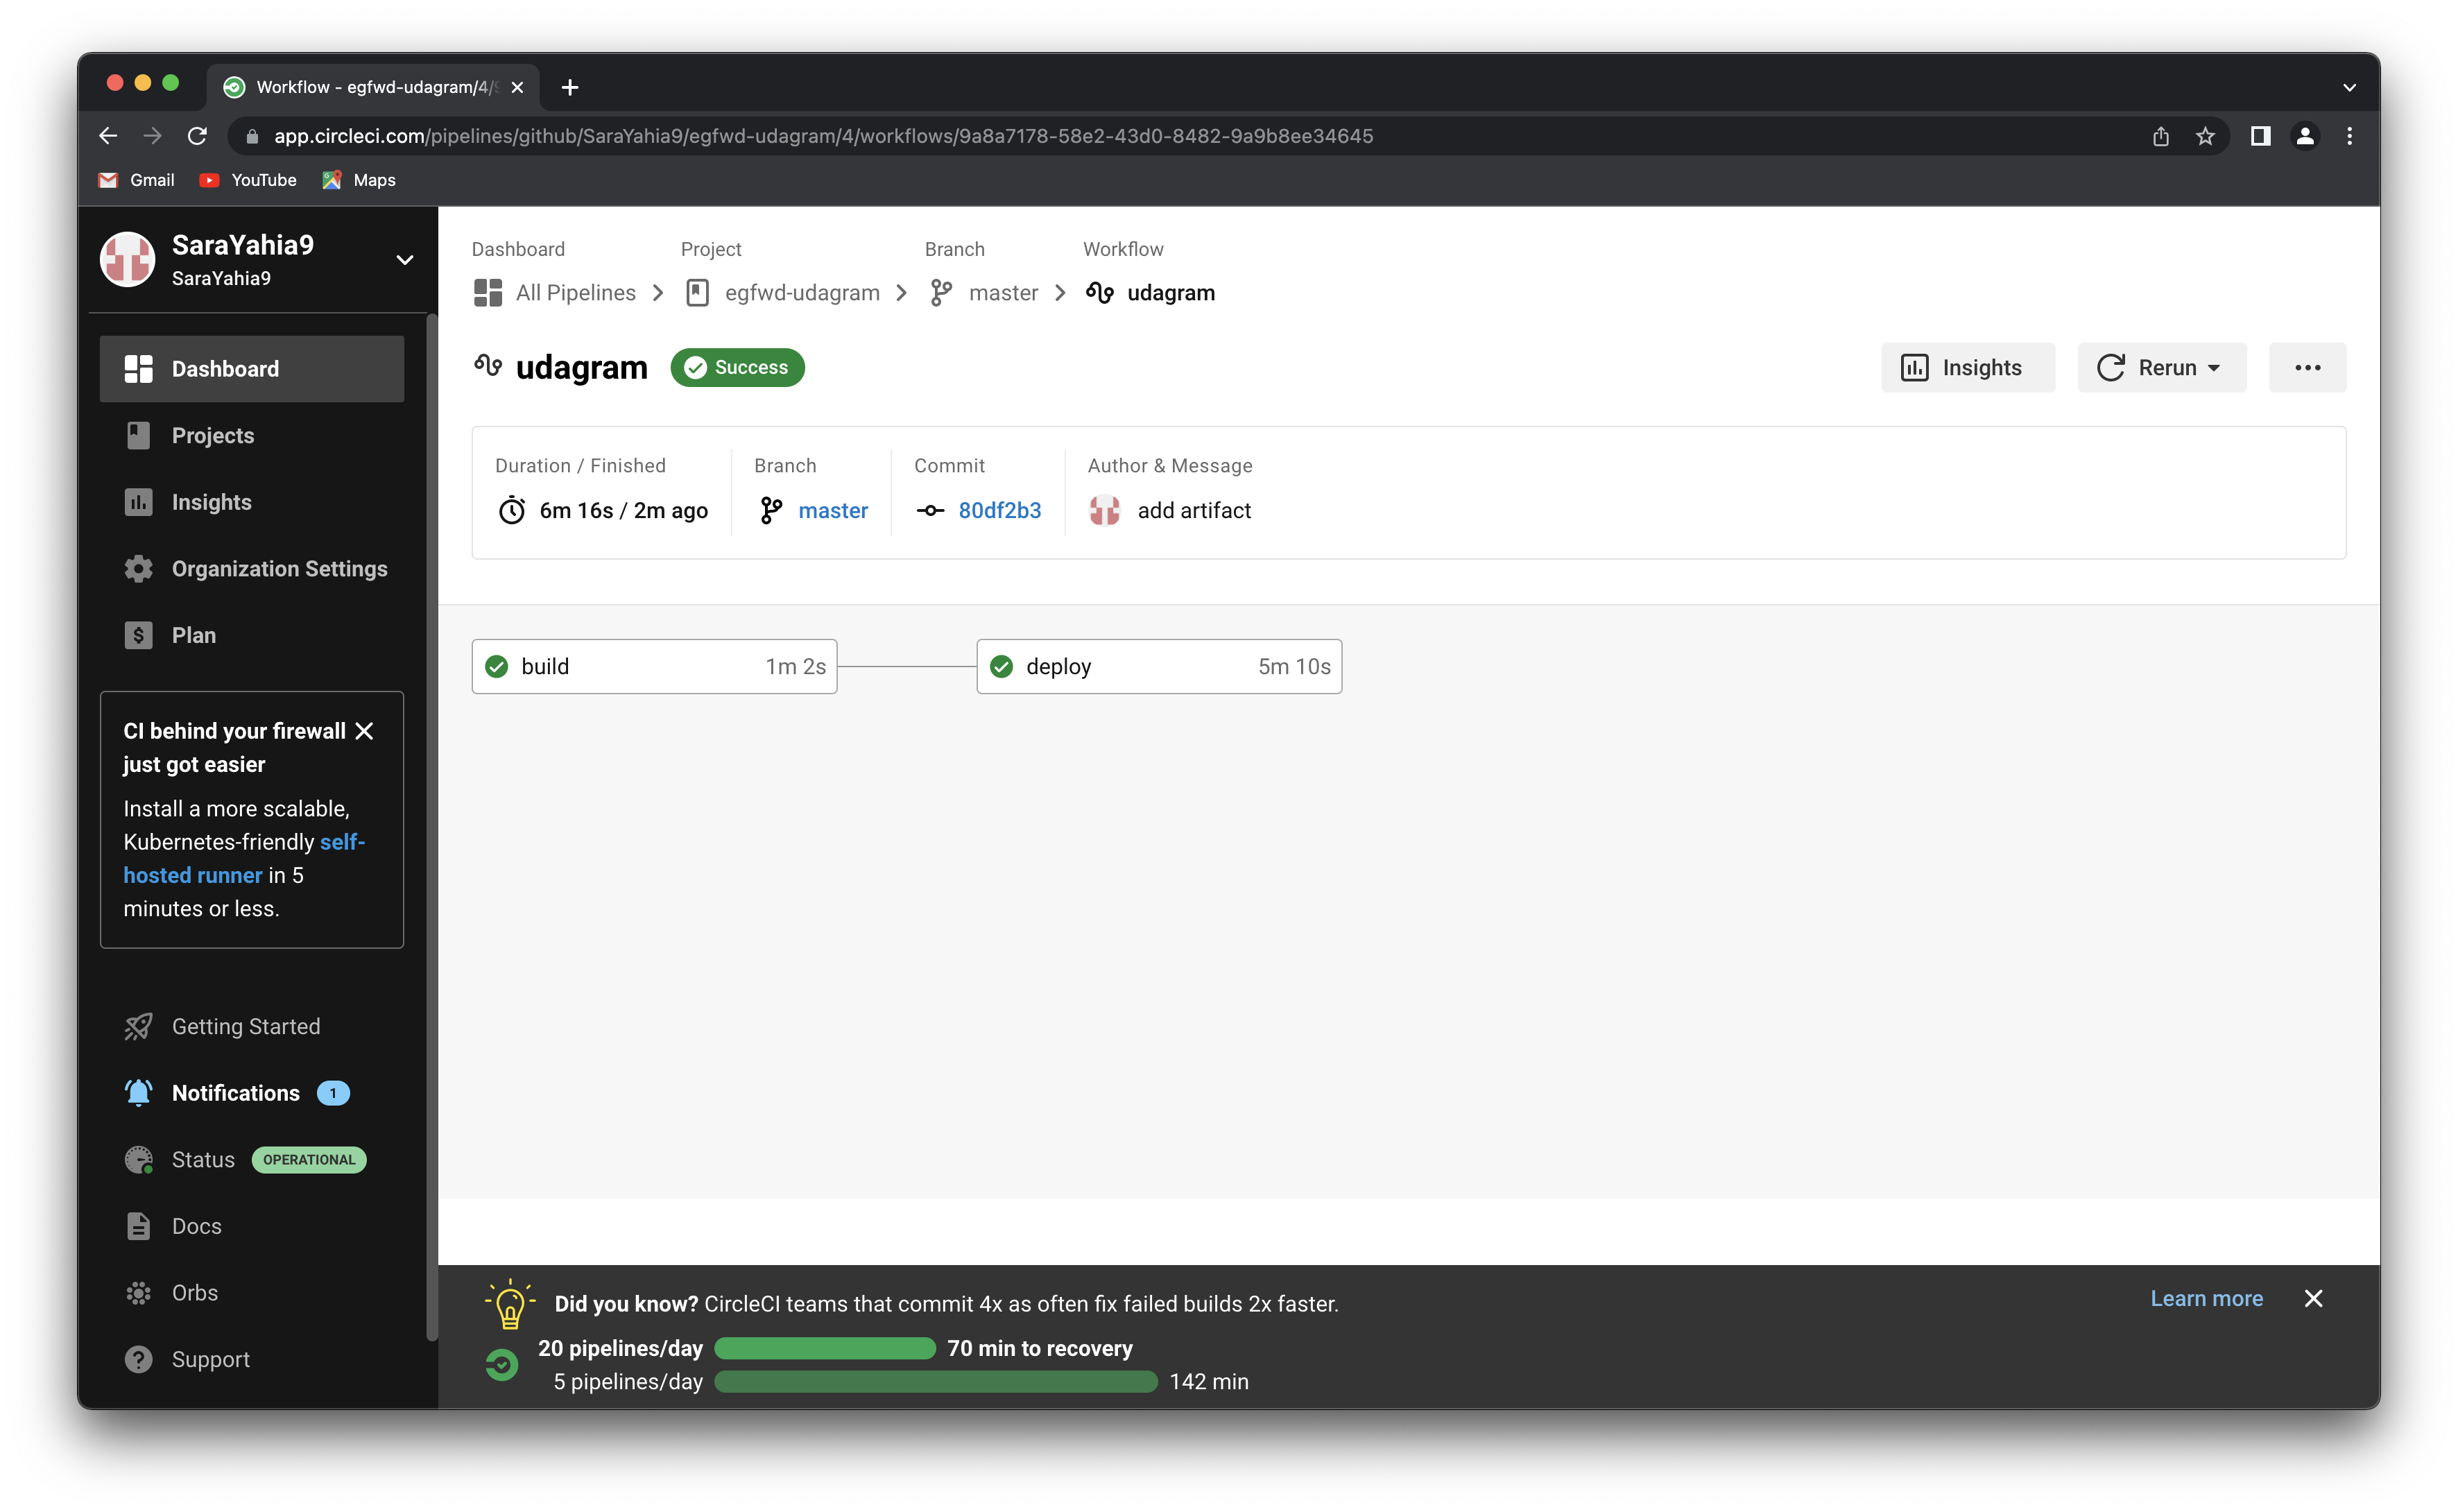 Workflow - egfwd-udagram/4/
app.circleci.com/pipelines/github/SaraYahia9/egfwd-udagram/4/workflows/9a8a7178-58e2-43d0-8482-9a9b8ee34645
Gmail YouTube Maps
SaraYahia9
SaraYahia9
Dashboard
Projects
Insights
Organization Settings
$ Plan
CI behind your firewall
just got easier
Install a more scalable,
Kubernetes-friendly self-
hosted runner in 5
minutes or less.
Getting Started
Notifications 1
Status OPERATIONAL
Docs
Orbs
? Support
Dashboard Project Branch Workflow
All Pipelines egfwd-udagram master udagram
udagram Success
Insights Rerun
Duration / Finished Branch Commit Author & Message
6m 16s / 2m ago master 80df2b3 add artifact
build 1m 2s deploy 5m 10s
Did you know? CircleCI teams that commit 4x as often fix failed builds 2x faster.
Learn more
20 pipelines/day 70 min to recovery
5 pipelines/day 142 min